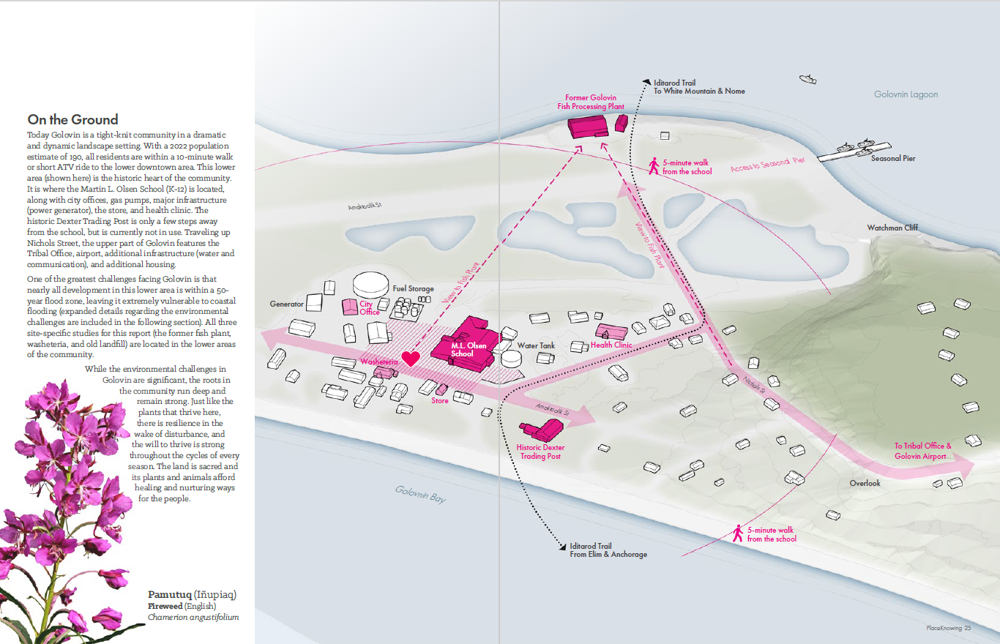 On the Ground
Today Golovin is a tight-knit community in a dramatic
and dynamic landscape setting. With a 2022 population
estimate of 190, all residents are within a 10-minute walk
or short ATV ride to the lower downtown area. This lower
area (shown here) is the historic heart of the community.
It is where the Martin L. Olsen School (K-12) is located,
along with city offices, gas pumps, major infrastructure
(power generator), the store, and health clinic. The
historic Dexter Trading Post is only a few steps away
from the school, but is currently not in use. Traveling up
Nichols Street, the upper part of Golovin features the
Tribal Office, airport, additional infrastructure (water and
communication), and additional housing.
One of the greatest challenges facing Golovin is that
nearly all development in this lower area is within a 50-
year flood zone, leaving it extremely vulnerable to coastal
flooding (expanded details regarding the environmental
challenges are included in the following section). All three
site-specific studies for this report (the former fish plant,
washeteria, and old landfill) are located in the lower areas
of the community.
While the environmental challenges in
Golovin are significant, the roots in
the community run deep and
remain strong. Just like the
plants that thrive here,
there is resilience in the
wake of disturbance, and
the will to thrive is strong
throughout the cycles of every
season. The land is sacred and
its plants and animals afford
healing and nurturing ways
for the people.
Pamutuq (Iñupiaq)
Fireweed (English)
Chamerion angustifolium
Iditarod Trail
To White Mountain & Nome
Golovnin Lagoon
Former Golovin
Fish Processing Plant
Seasonal Pier
5-minute walk
from the school
Access to Seasonal Pier
Amakbalik St
Watchman Cliff
View to Fish Plant
View to Fish Plant
Fuel Storage
Generator
City
Office
M.L. Olsen
School
Water Tank
Health Clinic
Washeteria
Store
Nichols St
Amakbalik St
Historic Dexter
Trading Post
To Tribal Office &
Golovin Airport
Overlook
Golovnin Bay
5-minute walk
from the school
Iditarod Trail
From Elim & Anchorage
PlaceKnowing 25